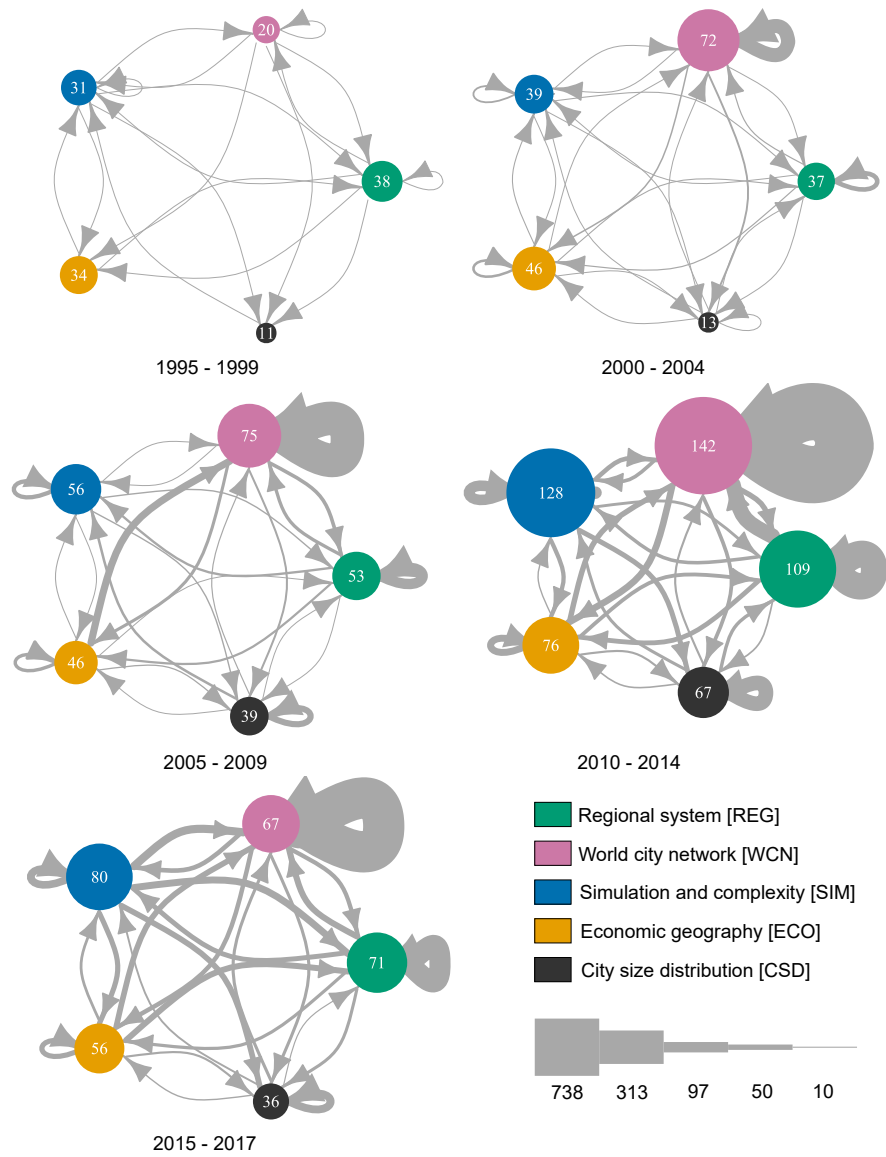 20
31
38
34
11
1995 - 1999
72
39
37
46
13
2000 - 2004
75
56
53
46
39
2005 - 2009
142
128
109
76
67
2010 - 2014
67
80
71
56
36
2015 - 2017
Regional system [REG]
World city network [WCN]
Simulation and complexity [SIM]
Economic geography [ECO]
City size distribution [CSD]
738 313 97 50 10